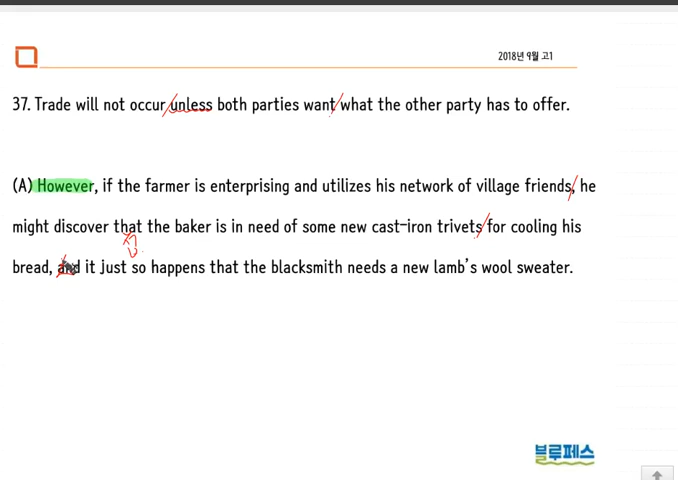 2018년 9월 고1
37. Trade will not occur unless both parties want what the other party has to offer.
(A) However, if the farmer is enterprising and utilizes his network of village friends, he
might discover that the baker is in need of some new cast-iron trivets for cooling his
bread, and it just so happens that the blacksmith needs a new lamb's wool sweater.
블루페스